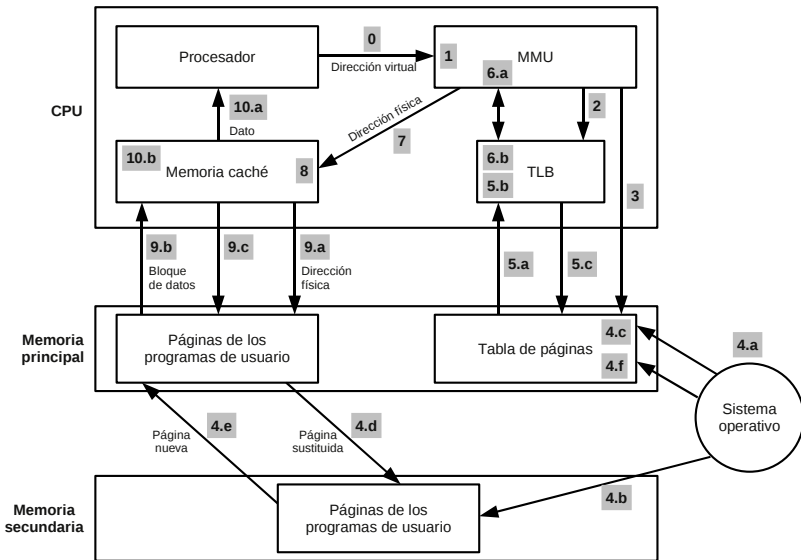 0
Procesador
MMU
1
Dirección virtual
6.a
CPU
10.a
2
Dato
Dirección física
7
10.b
Memoria caché
8
6.b
TLB
5.b
3
9.b
9.c
9.a
5.a
5.c
Bloque
de datos
Dirección
física
Memoria
principal
Páginas de los
programas de usuario
Tabla de páginas
4.c
4.f
4.a
Sistema
operativo
4.e
Página
nueva
4.d
Página
sustituida
4.b
Memoria
secundaria
Páginas de los
programas de usuario